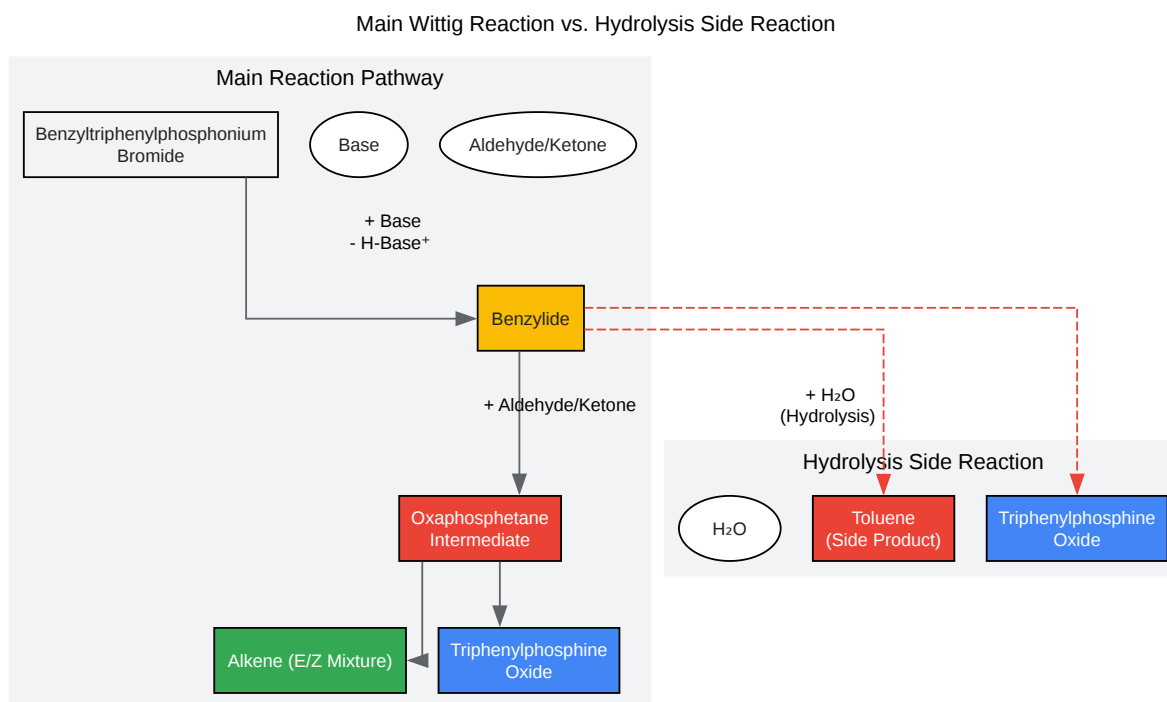 Main Wittig Reaction vs. Hydrolysis Side Reaction
Main Reaction Pathway
Benzyltriphenylphosphonium
Bromide
Base
Aldehyde/Ketone
+ Base
- H-Base⁺
Benzylide
+ Aldehyde/Ketone
+ H₂O
(Hydrolysis)
Hydrolysis Side Reaction
Oxaphosphetane
Intermediate
H₂O
Toluene
(Side Product)
Triphenylphosphine
Oxide
Alkene (E/Z Mixture)
Triphenylphosphine
Oxide